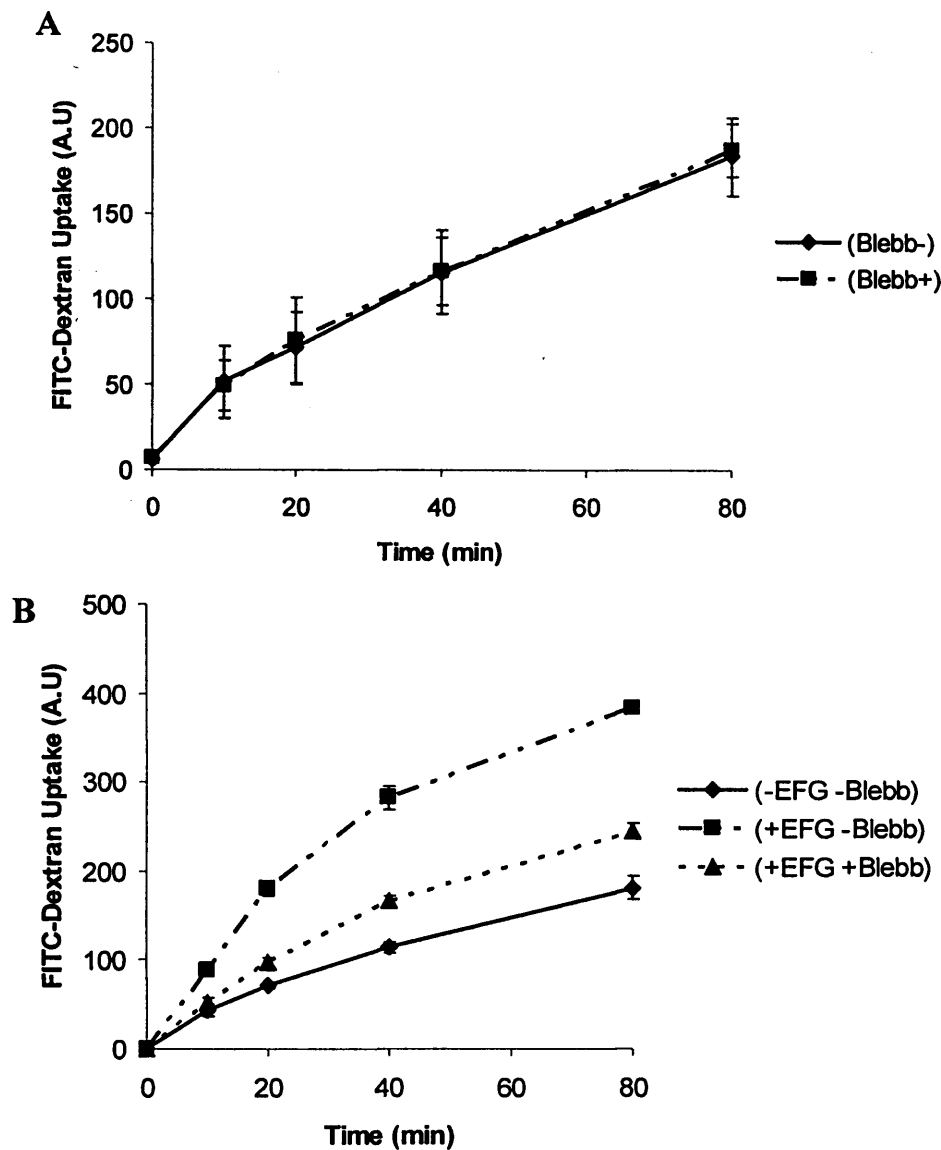 A
250
200
150
100
50
0
FITC-Dextran Uptake (A.U)
0 20 40 60 80
Time (min)
(Blebb-)
(Blebb+)
B
500
400
300
200
100
0
FITC-Dextran Uptake (A.U)
0 20 40 60 80
Time (min)
(-EFG -Blebb)
(+EFG -Blebb)
(+EFG +Blebb)